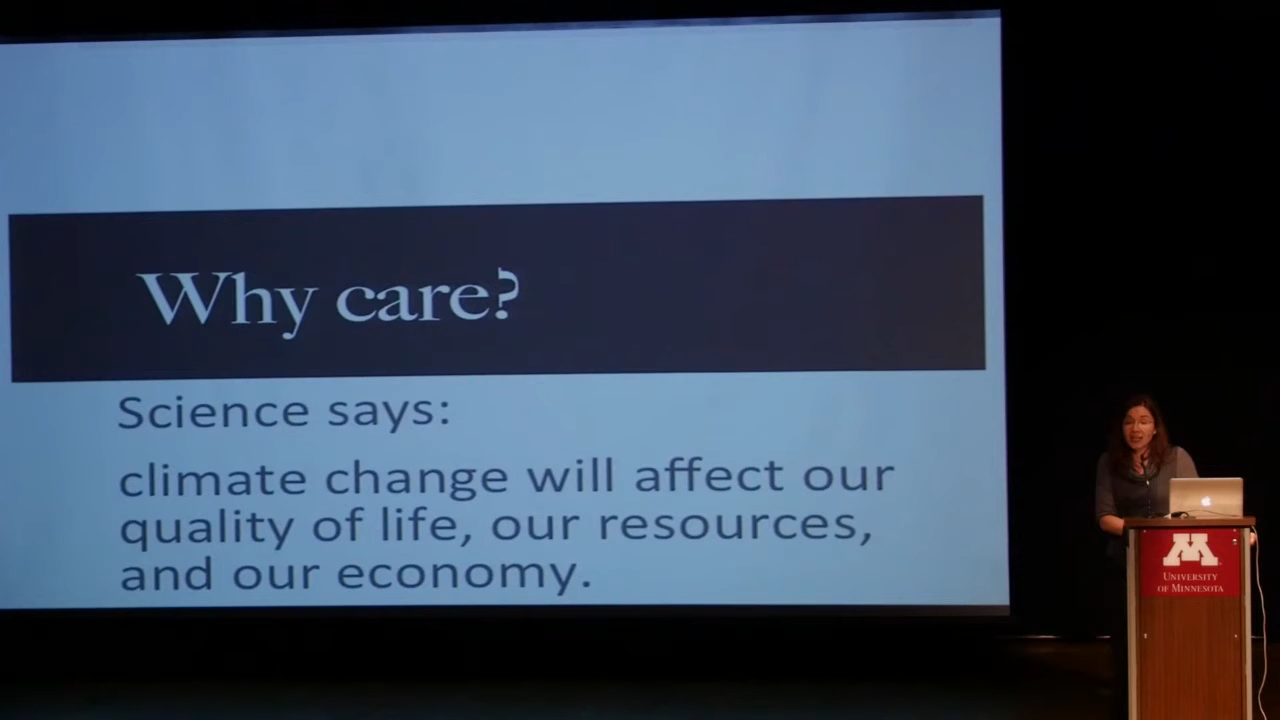 Why care?
Science says:
climate change will affect our
quality of life, our resources,
and our economy.
M
UNIVERSITY
OF MINNESOTA